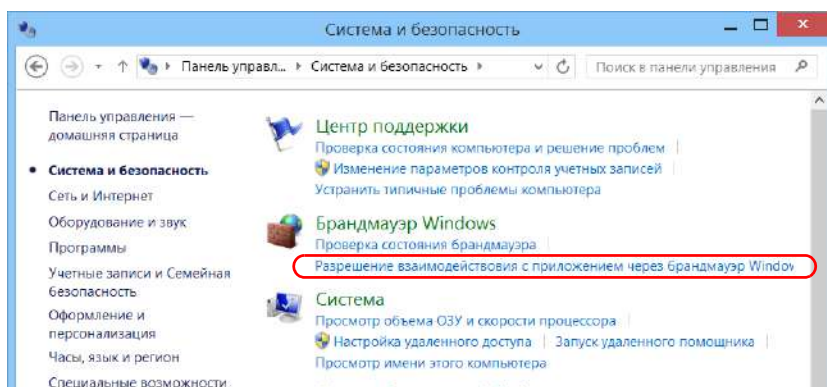 Система и безопасность
Панель управл... Система и безопасность
Поиск в панели управления
Панель управления —
домашняя страница
Система и безопасность
Сеть и Интернет
Оборудование и звук
Программы
Учетные записи и Семейная
безопасность
Оформление и
персонализация
Часы, язык и регион
Специальные возможности
Центр поддержки
Проверка состояния компьютера и решение проблем
Изменение параметров контроля учетных записей
Устранить типичные проблемы компьютера
Брандмауэр Windows
Проверка состояния брандмауэра
Разрешение взаимодействовия с приложением через брандмауэр Window
Система
Просмотр объема ОЗУ и скорости процессора
Настройка удаленного доступа Запуск удаленного помощника
Просмотр имени этого компьютера